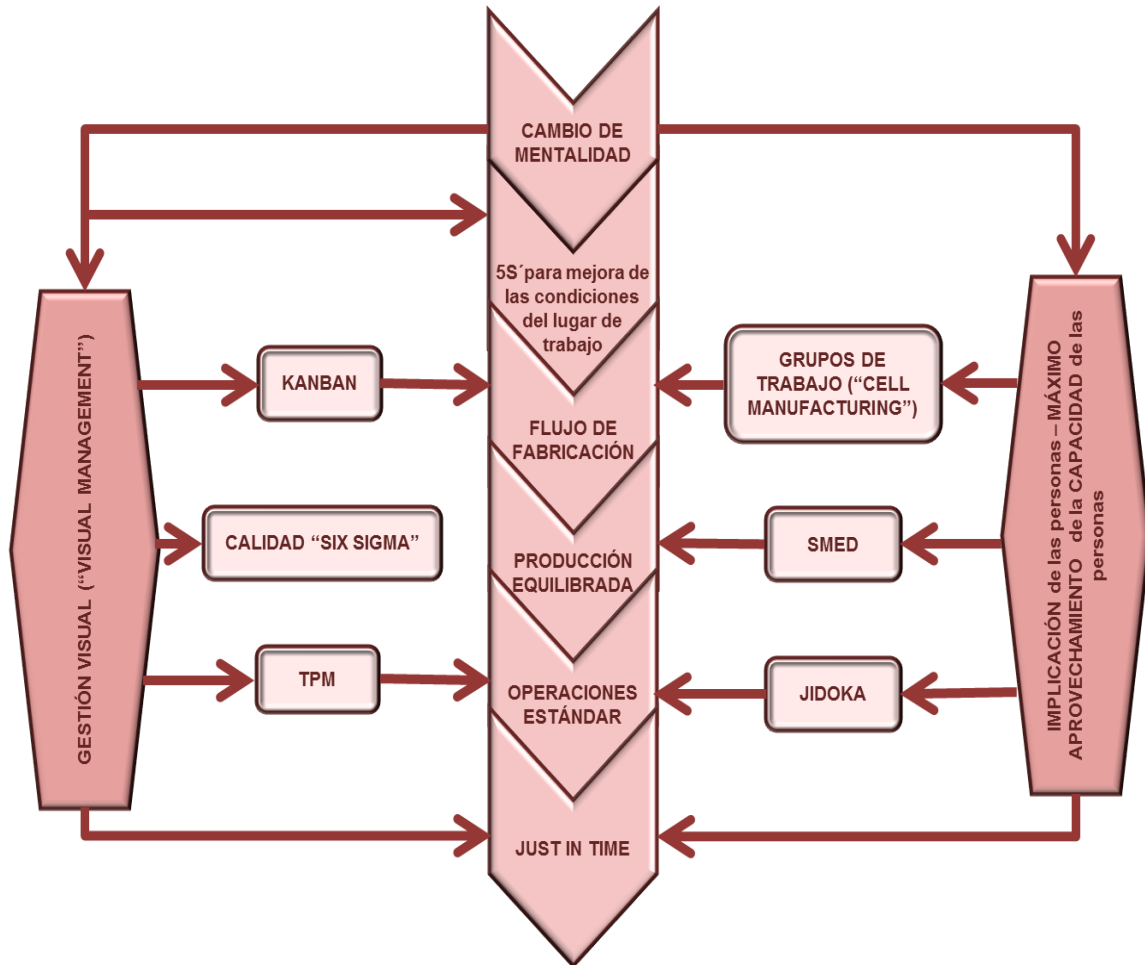 CAMBIO DE
MENTALIDAD
5S´para mejora de
las condiciones
del lugar de
trabajo
GESTIÓN VISUAL (“VISUAL MANAGEMENT”)
KANBAN
GRUPOS DE
TRABAJO (“CELL
MANUFACTURING”)
IMPLICACIÓN de las personas – MÁXIMO
APROVECHAMIENTO de la CAPACIDAD de las
personas
FLUJO DE
FABRICACIÓN
CALIDAD “SIX SIGMA”
PRODUCCIÓN
EQUILIBRADA
SMED
TPM
OPERACIONES
ESTÁNDAR
JIDOKA
JUST IN TIME